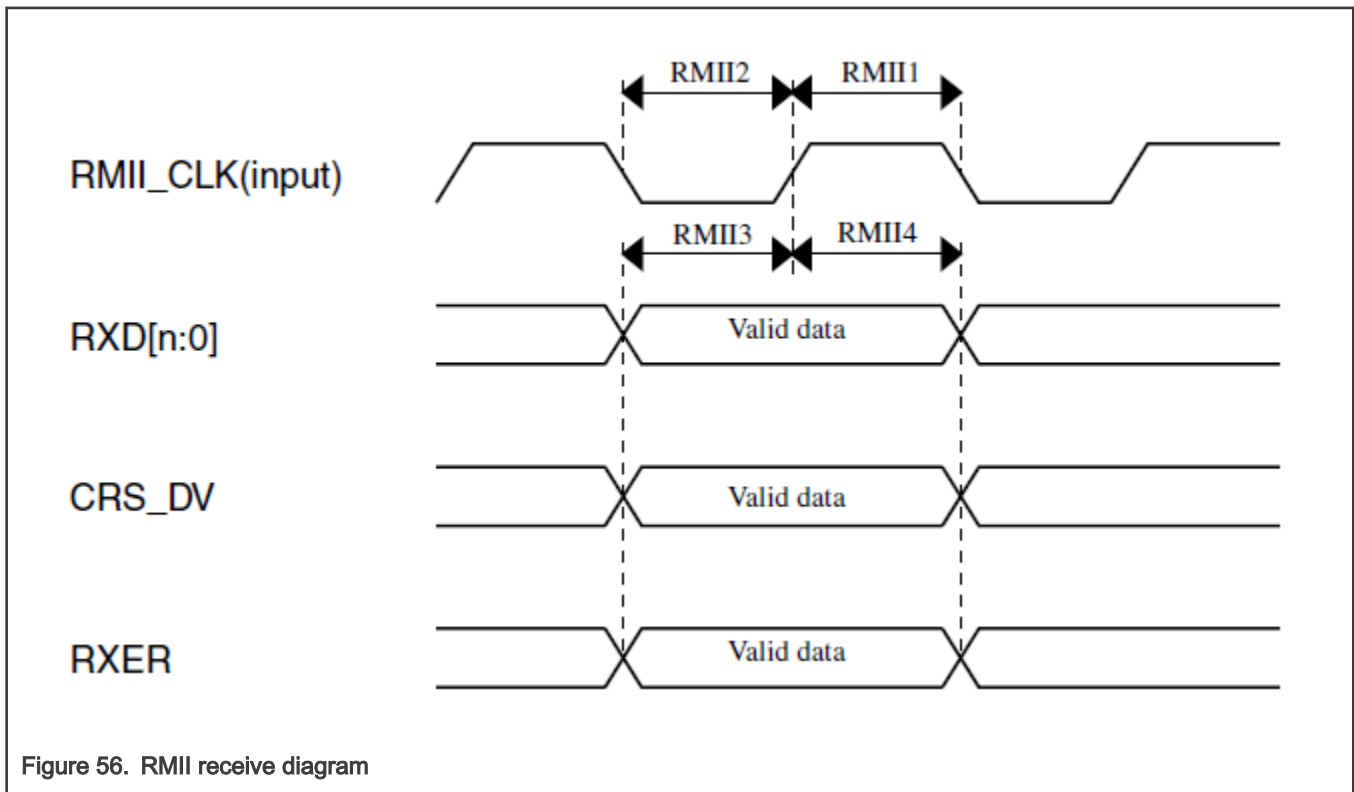 RMII2 RMII1
RMII_CLK(input)
RMII3 RMII4
RXD[n:0] Valid data
CRS_DV Valid data
RXER Valid data
Figure 56. RMII receive diagram